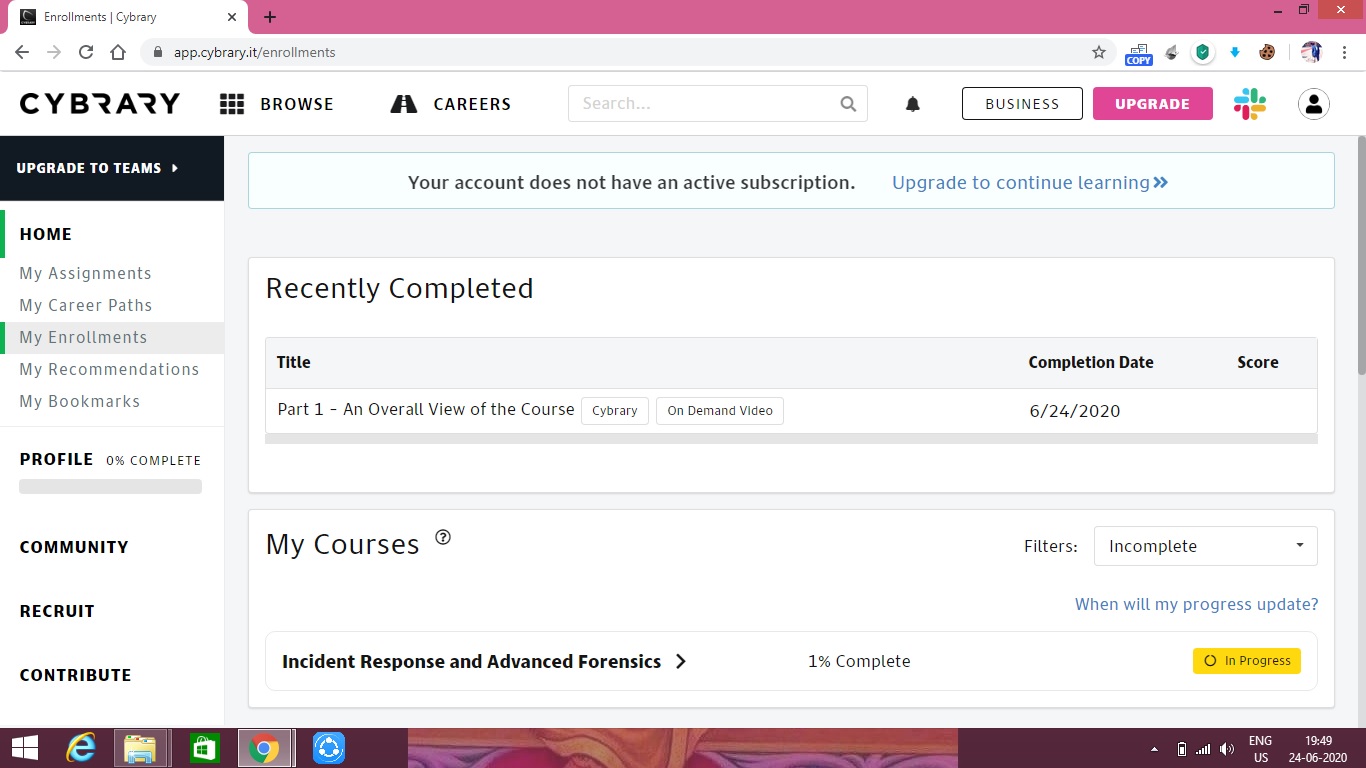 Enrollments | Cybrary
app.cybrary.it/enrollments
COPY
CYBRARY
BROWSE
CAREERS
Search...
BUSINESS
UPGRADE
UPGRADE TO TEAMS
Your account does not have an active subscription. Upgrade to continue learning
HOME
My Assignments
My Career Paths
My Enrollments
My Recommendations
My Bookmarks
PROFILE 0% COMPLETE
COMMUNITY
RECRUIT
CONTRIBUTE
Recently Completed
Title Completion Date Score
Part 1 - An Overall View of the Course Cybrary On Demand Video 6/24/2020
My Courses ?
Filters: Incomplete
When will my progress update?
Incident Response and Advanced Forensics 1% Complete In Progress
ENG 19:49
US 24-06-2020